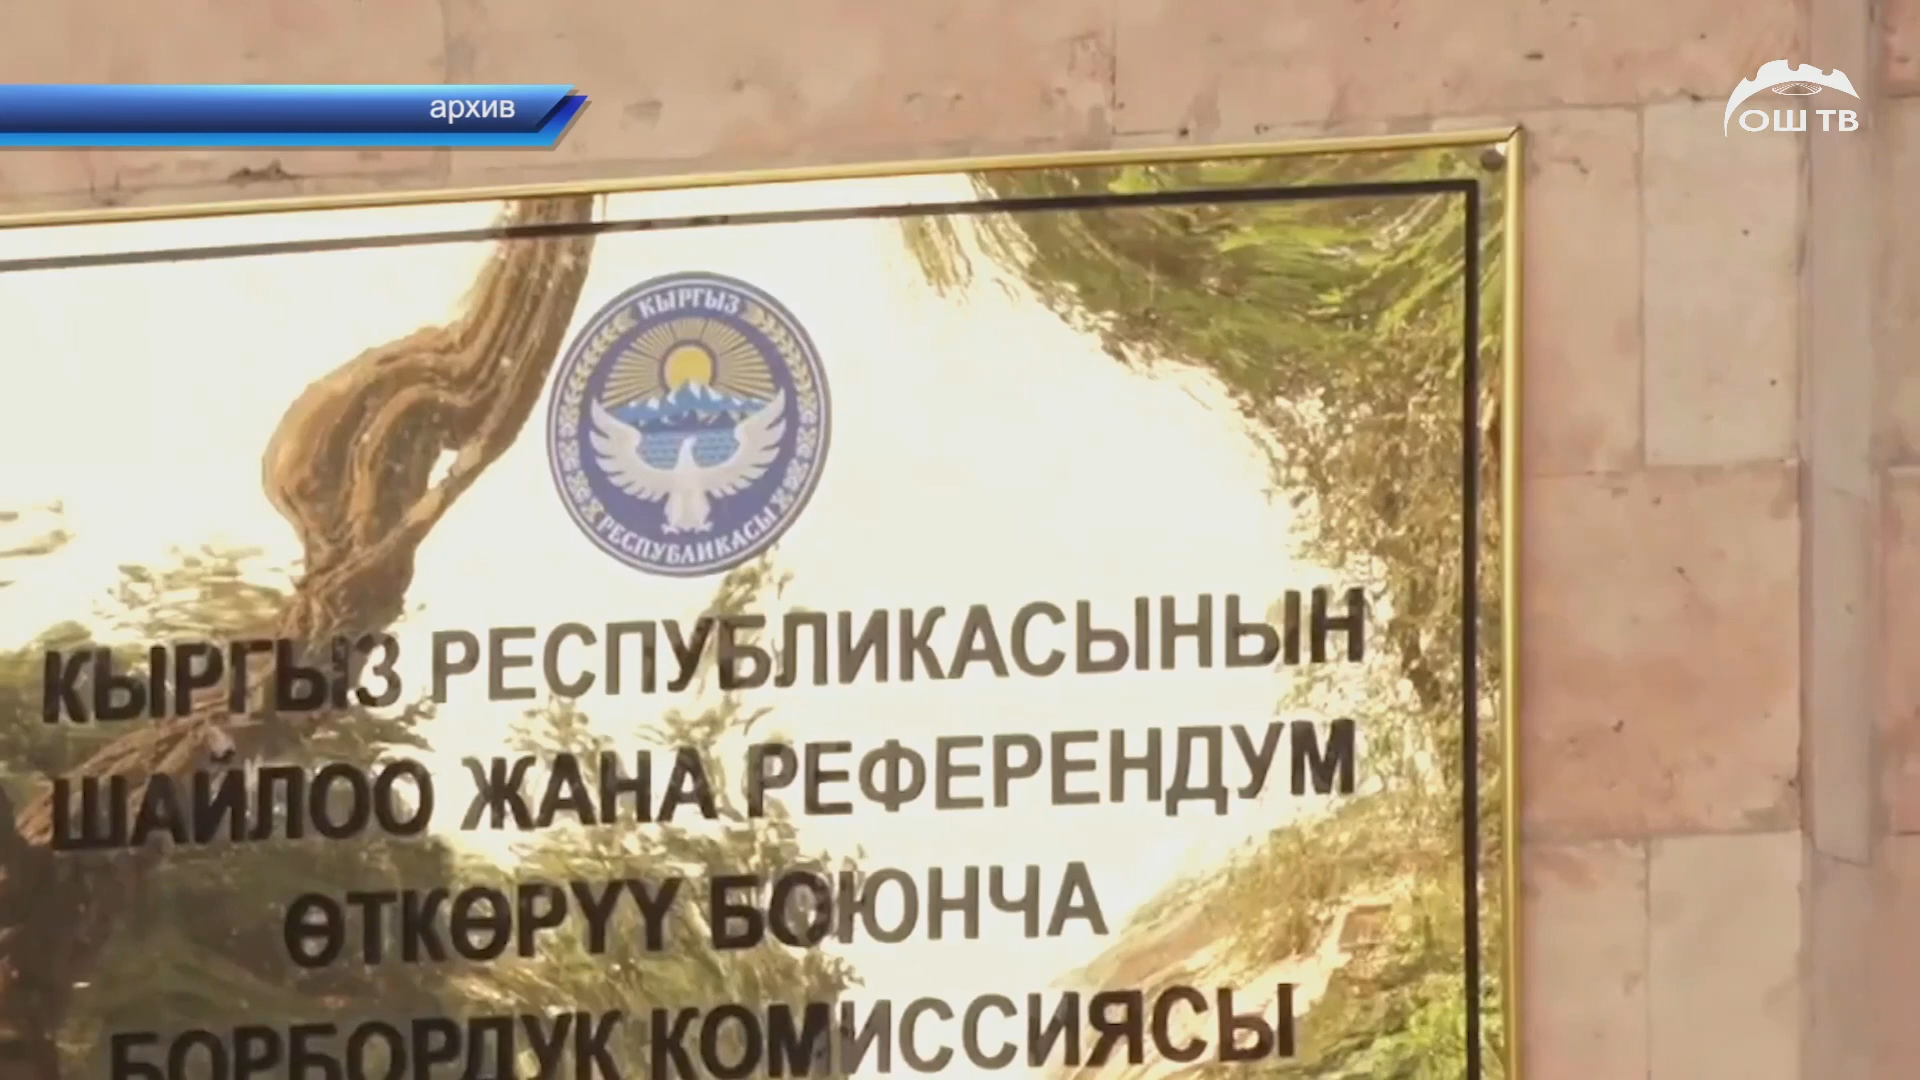 архив
ОШ ТВ
КЫРГЫЗ
РЕСПУБЛИКАСЫ
КЫРГЫЗ РЕСПУБЛИКАСЫНЫН
ШАЙЛОО ЖАНА РЕФЕРЕНДУМ
ӨТКӨРҮҮ БОЮНЧА
БОРБОРДУК КОМИССИЯСЫ